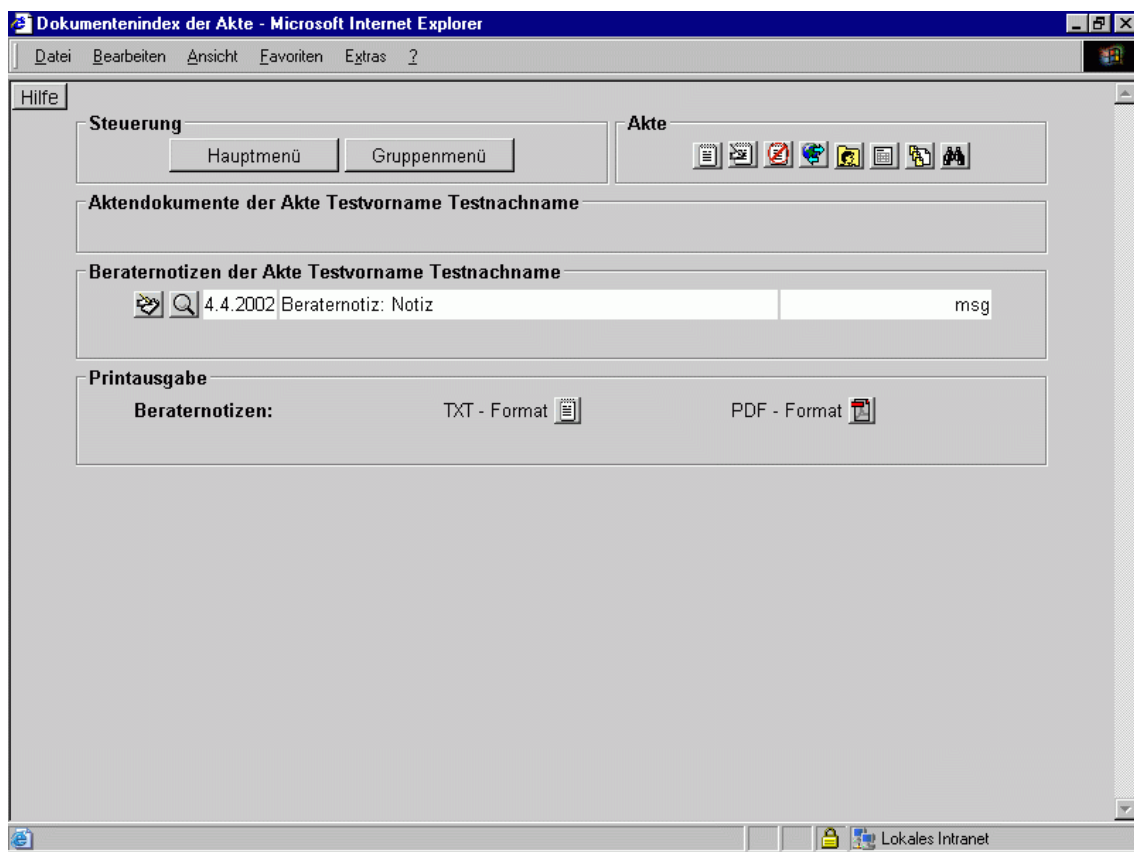 Dokumentenindex der Akte - Microsoft Internet Explorer
Datei Bearbeiten Ansicht Favoriten Extras ?
Hilfe
Steuerung
Hauptmenü Gruppenmenü
Akte
Aktendokumente der Akte Testvorname Testnachname
Beraternotizen der Akte Testvorname Testnachname
4.4.2002 Beraternotiz: Notiz msg
Printausgabe
Beraternotizen: TXT - Format PDF - Format
Lokales Intranet